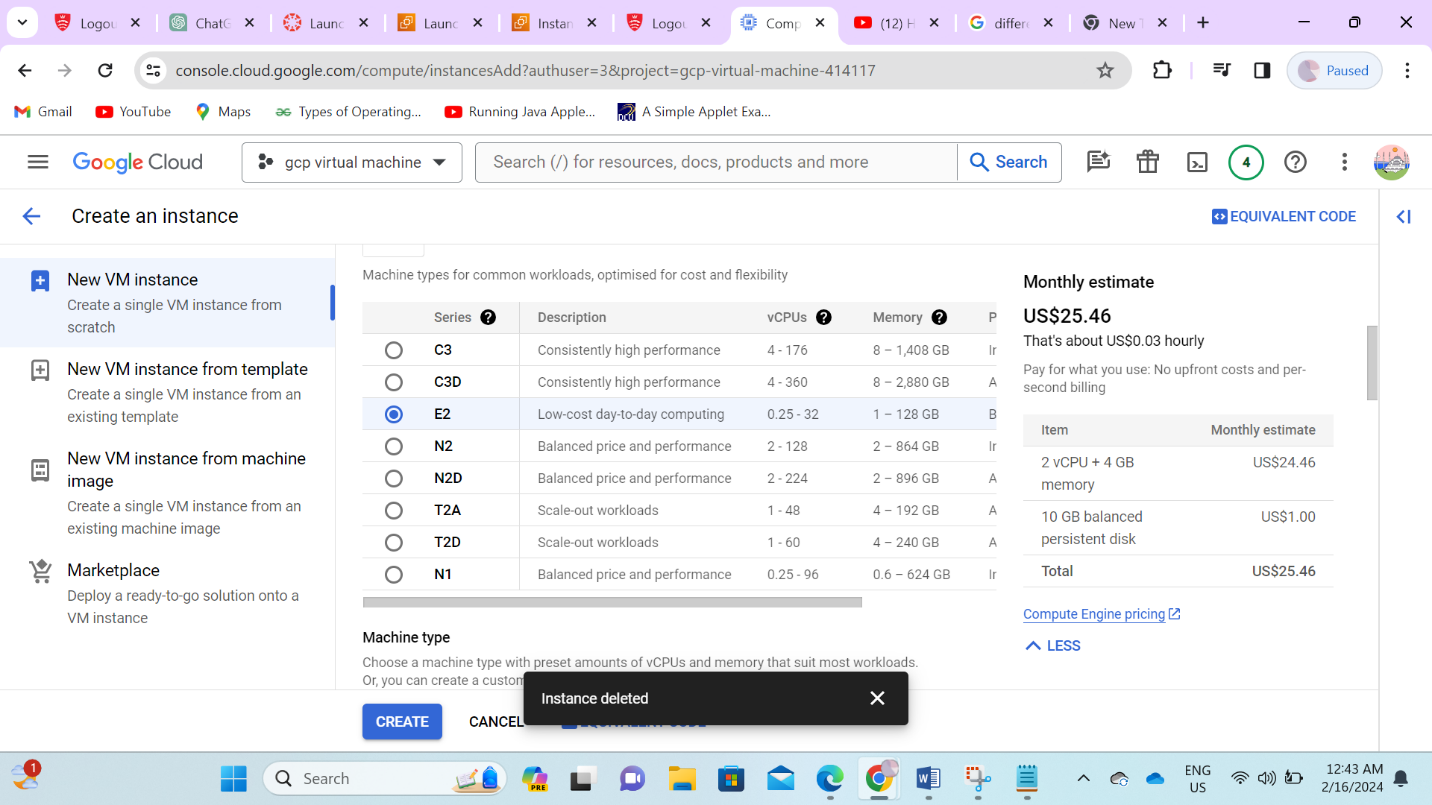 Logou
ChatG
Launc
Launc
Instan
Logou
Comp
(12) H
differe
New T
console.cloud.google.com/compute/instancesAdd?authuser=3&project=gcp-virtual-machine-414117
Paused
Gmail
YouTube
Maps
Types of Operating...
Running Java Apple...
A Simple Applet Exa...
Google Cloud
gcp virtual machine
Search (/) for resources, docs, products and more
Search
4
Create an instance
EQUIVALENT CODE
New VM instance
Create a single VM instance from
scratch
New VM instance from template
Create a single VM instance from an
existing template
New VM instance from machine
image
Create a single VM instance from an
existing machine image
Marketplace
Deploy a ready-to-go solution onto a
VM instance
Machine types for common workloads, optimised for cost and flexibility
Series Description vCPUs Memory P
C3 Consistently high performance 4 - 176 8 – 1,408 GB Ir
C3D Consistently high performance 4 - 360 8 – 2,880 GB A
E2 Low-cost day-to-day computing 0.25 - 32 1 – 128 GB B
N2 Balanced price and performance 2 - 128 2 – 864 GB Ir
N2D Balanced price and performance 2 - 224 2 – 896 GB A
T2A Scale-out workloads 1 - 48 4 – 192 GB A
T2D Scale-out workloads 1 - 60 4 – 240 GB A
N1 Balanced price and performance 0.25 - 96 0.6 – 624 GB Ir
Machine type
Choose a machine type with preset amounts of vCPUs and memory that suit most workloads.
Or, you can create a custom
Monthly estimate
US$25.46
That's about US$0.03 hourly
Pay for what you use: No upfront costs and per-
second billing
Item Monthly estimate
2 vCPU + 4 GB US$24.46
memory
10 GB balanced US$1.00
persistent disk
Total US$25.46
Compute Engine pricing
LESS
Instance deleted
CREATE
CANCEL
EQUIVALENT CODE
1
Search
PRE
ENG
US
12:43 AM
2/16/2024